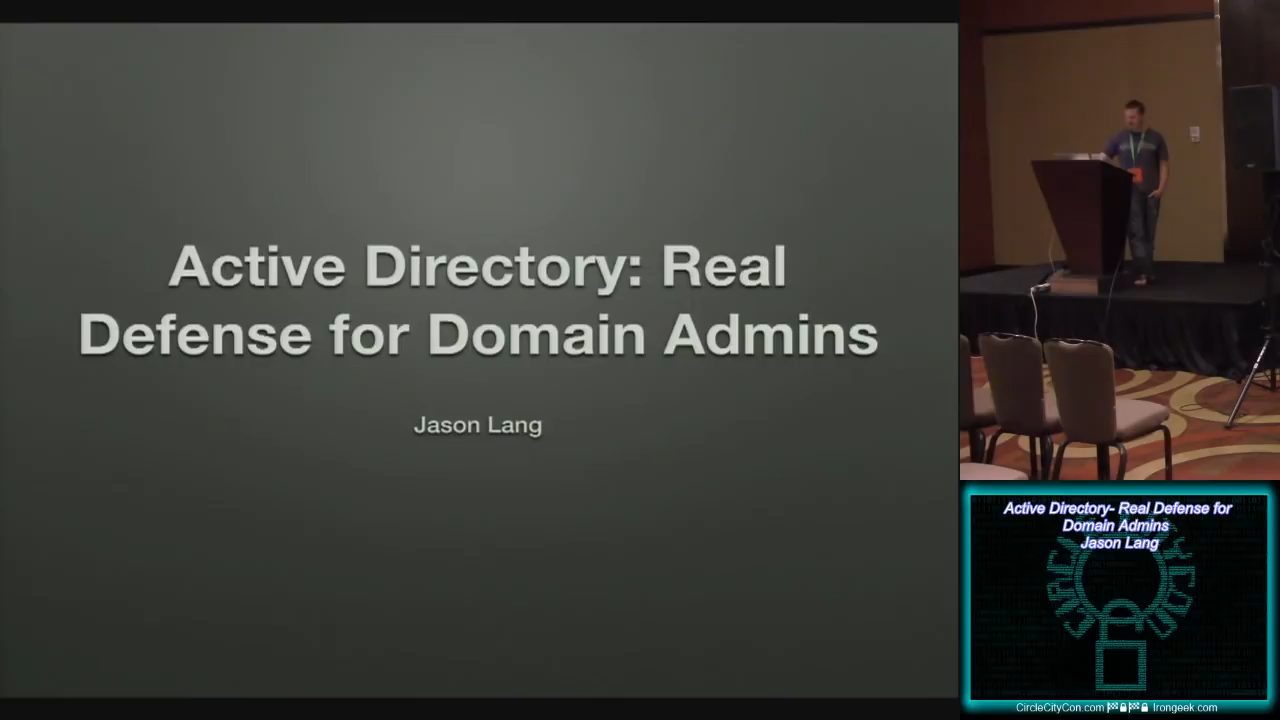 Active Directory: Real
Defense for Domain Admins
Jason Lang
Active Directory- Real Defense for
Domain Admins
Jason Lang
CircleCityCon.com Irongeek.com